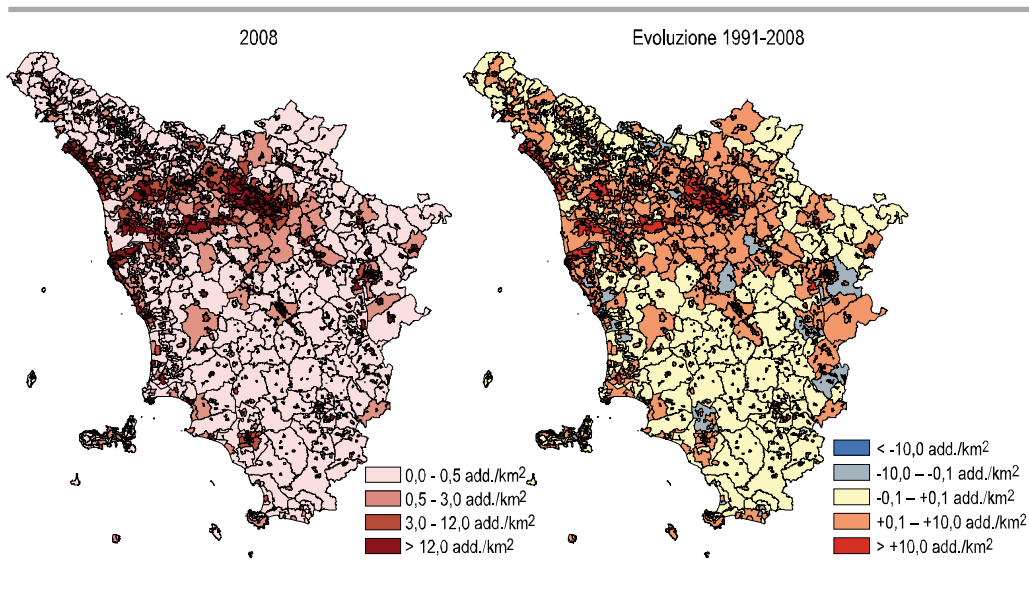 2008
Evoluzione 1991-2008
0,0 - 0,5 add./km2
0,5 - 3,0 add./km2
3,0 - 12,0 add./km2
> 12,0 add./km2
< -10,0 add./km2
-10,0 – -0,1 add./km2
-0,1 – +0,1 add./km2
+0,1 – +10,0 add./km2
> +10,0 add./km2